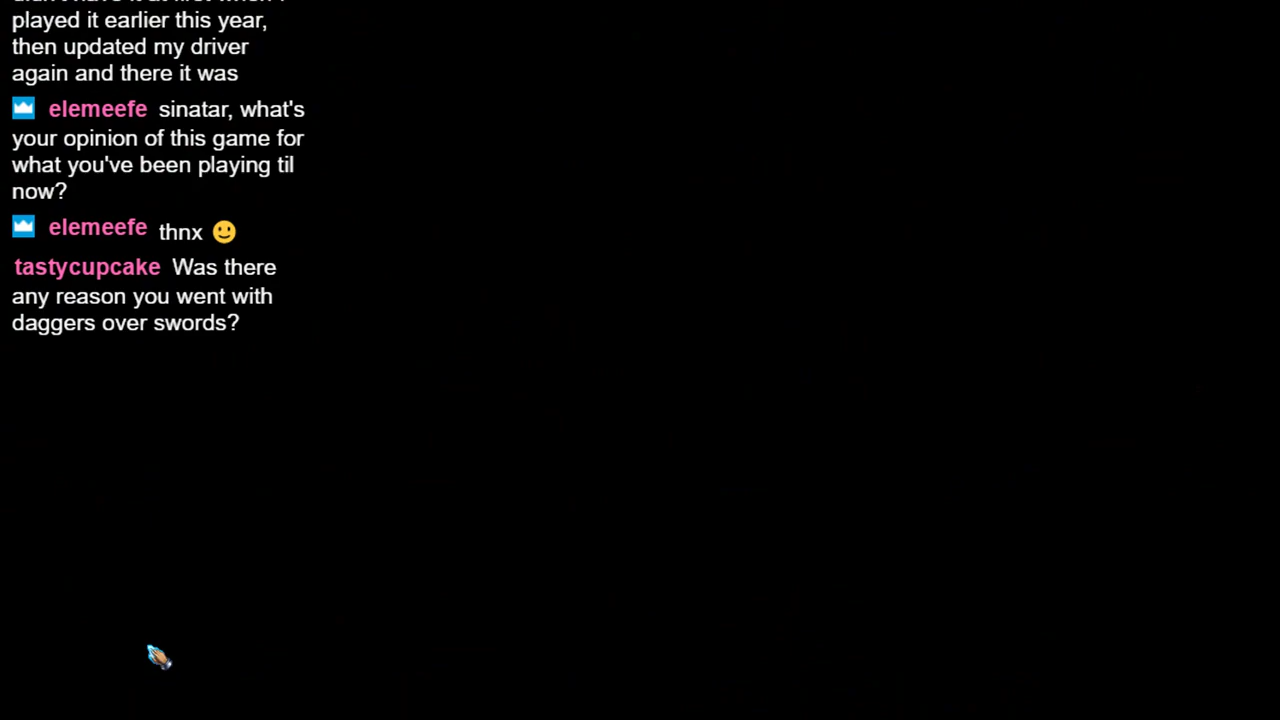 played it earlier this year,
then updated my driver
again and there it was
elemeefe sinatar, what's
your opinion of this game for
what you've been playing til
now?
elemeefe thnx 🙂
tastycupcake Was there
any reason you went with
daggers over swords?